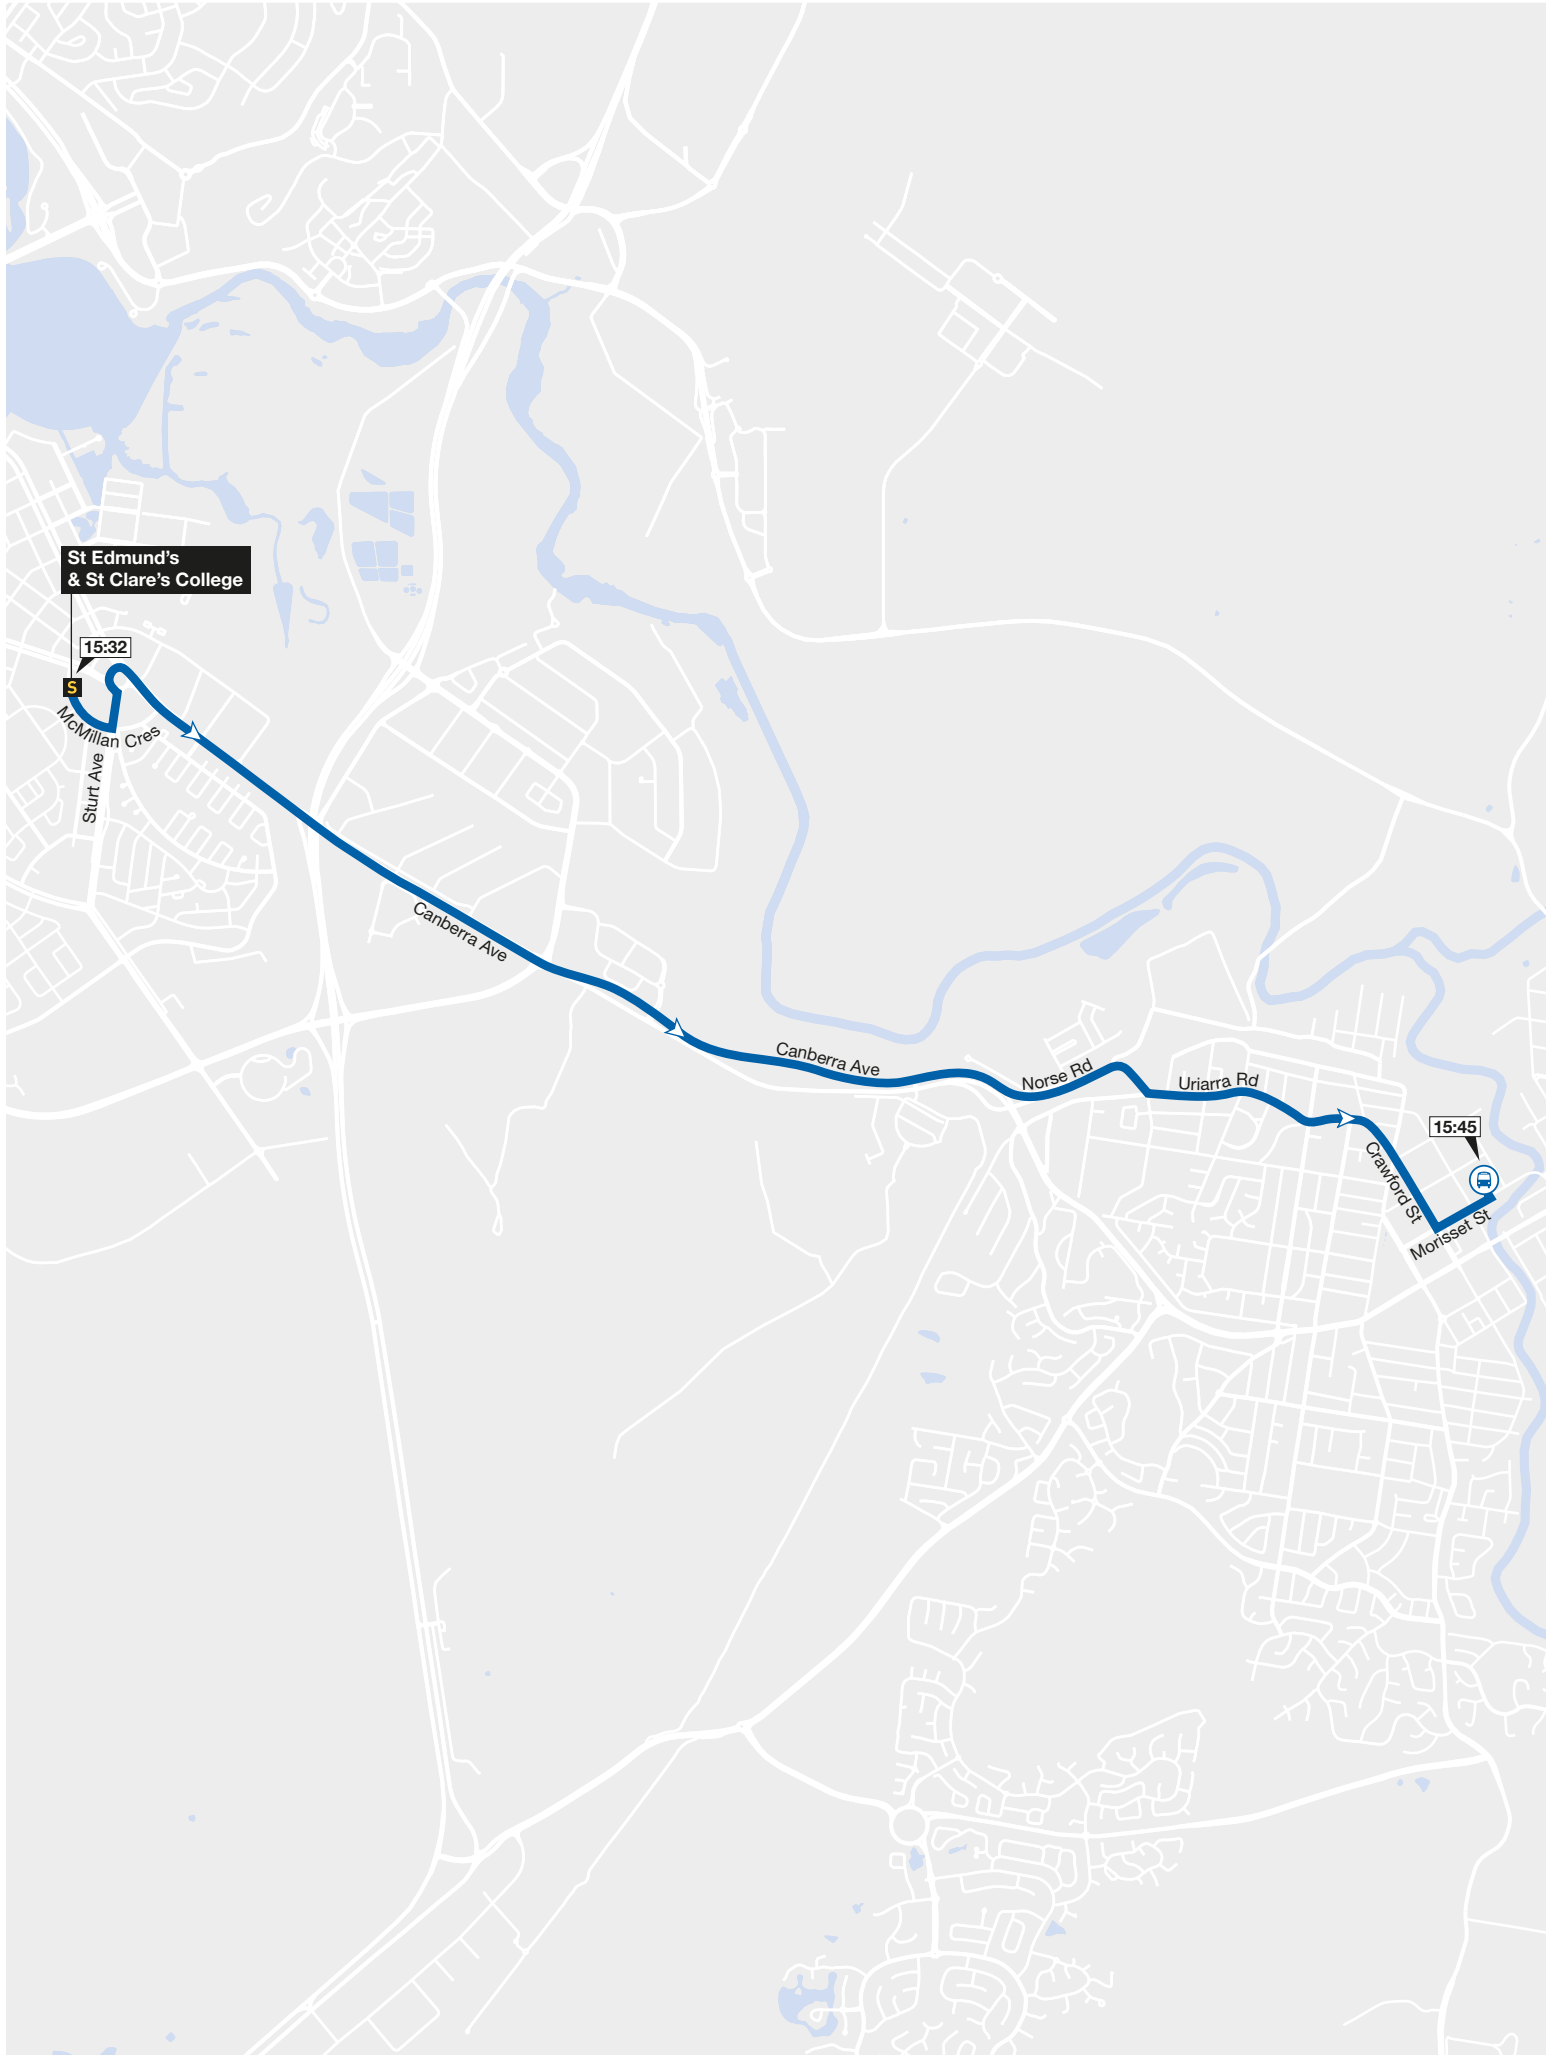 St Edmund's
& St Clare's College
15:32
S
McMillan Cres
Sturt Ave
Canberra Ave
Canberra Ave
Norse Rd
Uriarra Rd
15:45
Crawford St
Morisset St